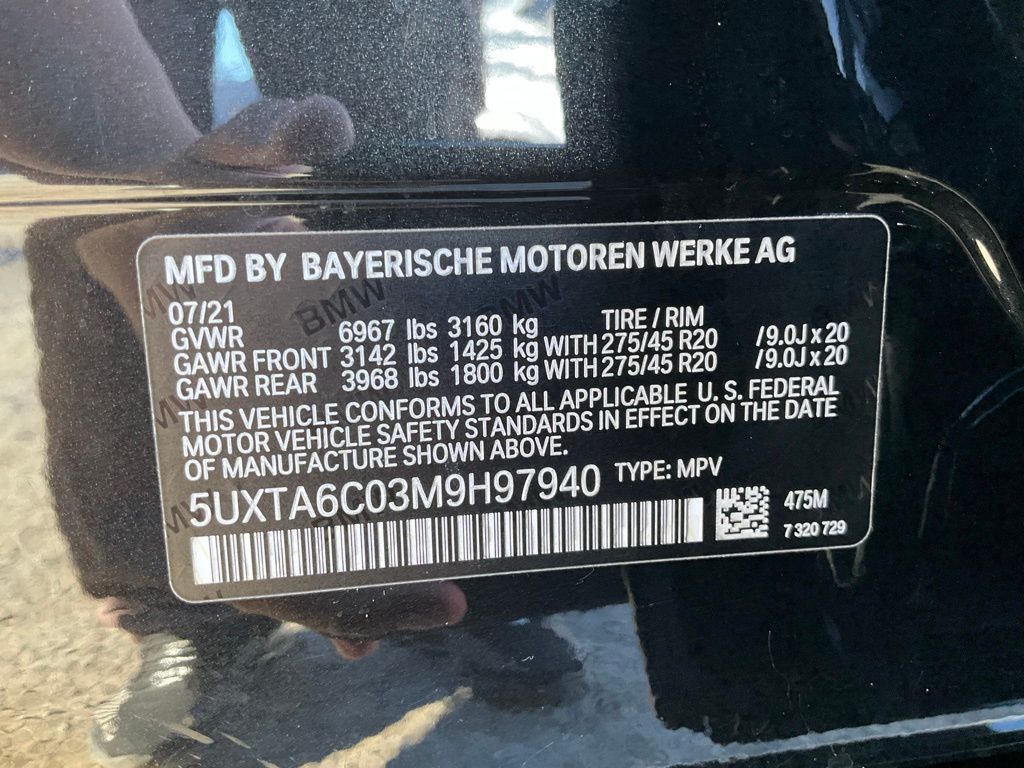 MFD BY BAYERISCHE MOTOREN WERKE AG
07/21
TIRE / RIM
GVWR 6967 lbs 3160 kg
GAWR FRONT 3142 lbs 1425 kg WITH 275/45 R20 /9.0J x 20
GAWR REAR 3968 lbs 1800 kg WITH 275/45 R20 /9.0J x 20
THIS VEHICLE CONFORMS TO ALL APPLICABLE U. S. FEDERAL
MOTOR VEHICLE SAFETY STANDARDS IN EFFECT ON THE DATE
OF MANUFACTURE SHOWN ABOVE.
5UXTA6C03M9H97940 TYPE: MPV
475M
7 320 729
BMW
BMW